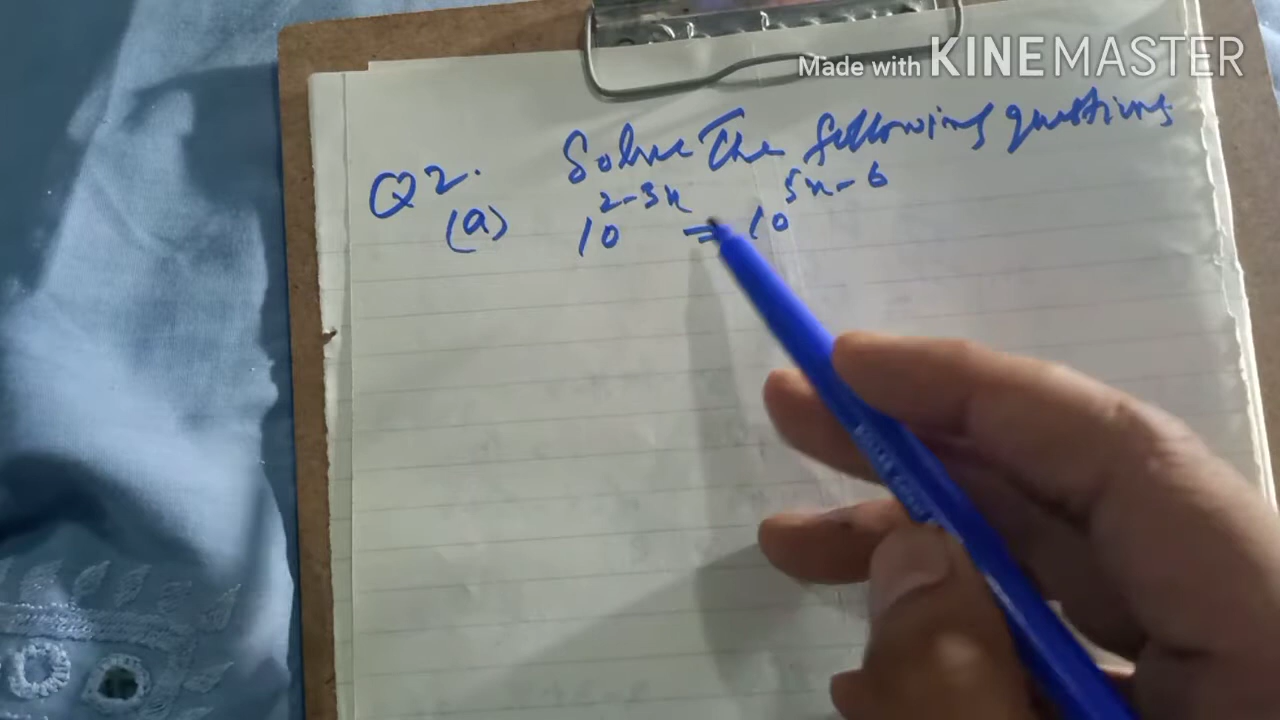 Made with KINEMASTER
Q2. Solve The following questions
(a) 10^{2-3x} = 10^{5x-6}